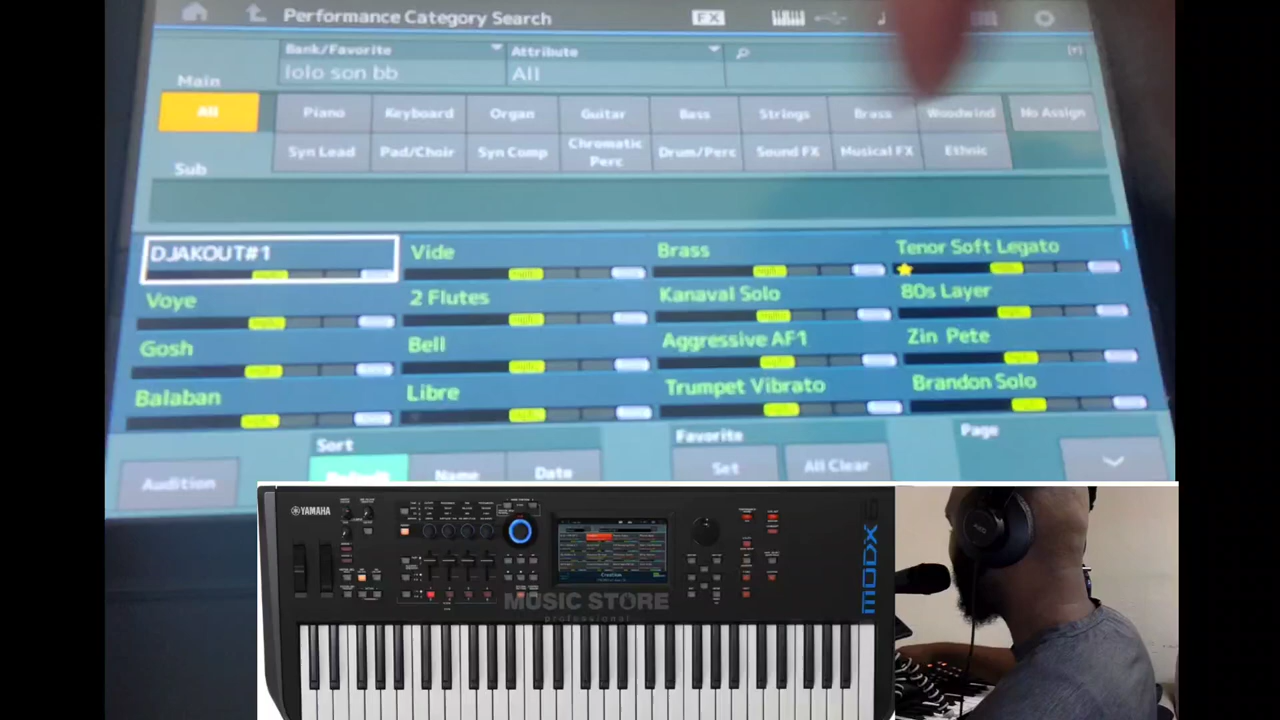 Performance Category Search FX
Bank/Favorite Attribute
lolo son bb All
Main
All Piano Keyboard Organ Guitar Bass Strings Brass Woodwind No Assign
Syn Lead Pad/Choir Syn Comp Chromatic Perc Drum/Perc Sound FX Musical FX Ethnic
Sub
DJAKOUT#1 Vide Brass Tenor Soft Legato
Voye 2 Flutes Kanaval Solo 80s Layer
Gosh Bell Aggressive AF1 Zin Pete
Balaban Libre Trumpet Vibrato Brandon Solo
Sort Favorite Page
Audition Default Name Date Set All Clear
YAMAHA
MODX6
MUSIC STORE
professional